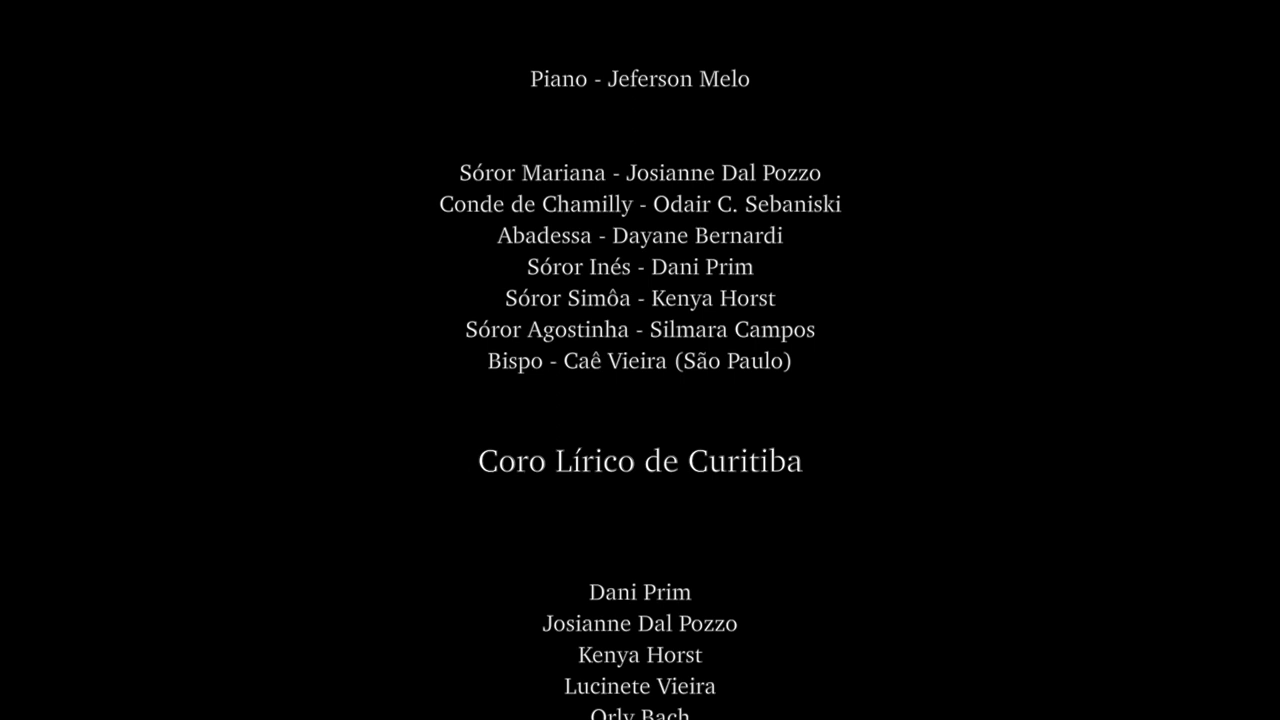 Piano - Jeferson Melo
Sóror Mariana - Josianne Dal Pozzo
Conde de Chamilly - Odair C. Sebaniski
Abadessa - Dayane Bernardi
Sóror Inés - Dani Prim
Sóror Simôa - Kenya Horst
Sóror Agostinha - Silmara Campos
Bispo - Caê Vieira (São Paulo)
Coro Lírico de Curitiba
Dani Prim
Josianne Dal Pozzo
Kenya Horst
Lucinete Vieira
Orly Bach